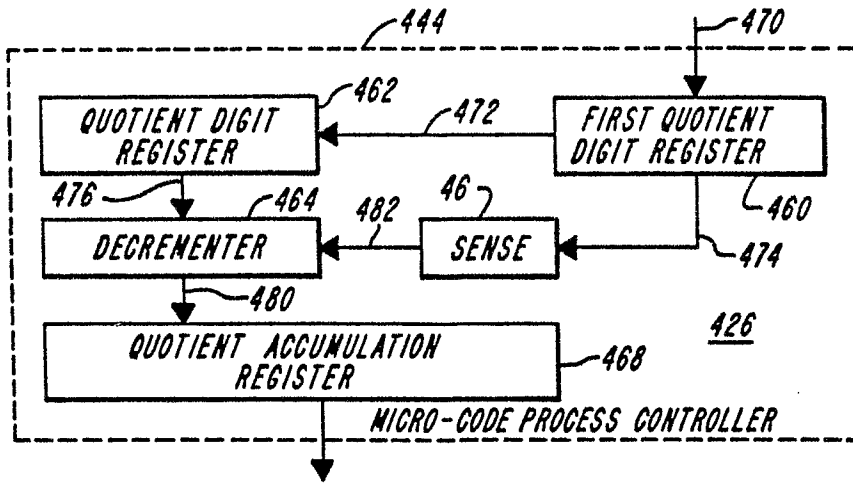 444
470
462
QUOTIENT DIGIT
REGISTER
472
FIRST QUOTIENT
DIGIT REGISTER
476
464
482
46
460
DECREMENTER
SENSE
474
480
QUOTIENT ACCUMULATION
REGISTER
468
426
MICRO-CODE PROCESS CONTROLLER